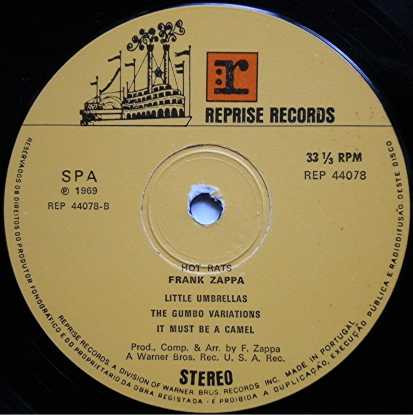 r
REPRISE RECORDS
SPA
℗ 1969
REP 44078-B
33 ⅓ RPM
REP 44078
HOT RATS
FRANK ZAPPA
LITTLE UMBRELLAS
THE GUMBO VARIATIONS
IT MUST BE A CAMEL
Prod., Comp. & Arr. by F. Zappa
A Warner Bros. Rec. U. S. A. Rec.
STEREO
REPRISE RECORDS, A DIVISION OF WARNER BROS. RECORDS INC. MADE IN PORTUGAL
RESERVADOS OS DIREITOS DO PRODUTOR FONOGRÁFICO E DO PROPRIETÁRIO DA OBRA REGISTADA - É PROIBIDA A DUPLICAÇÃO, EXECUÇÃO PÚBLICA E RADIODIFUSÃO DESTE DISCO